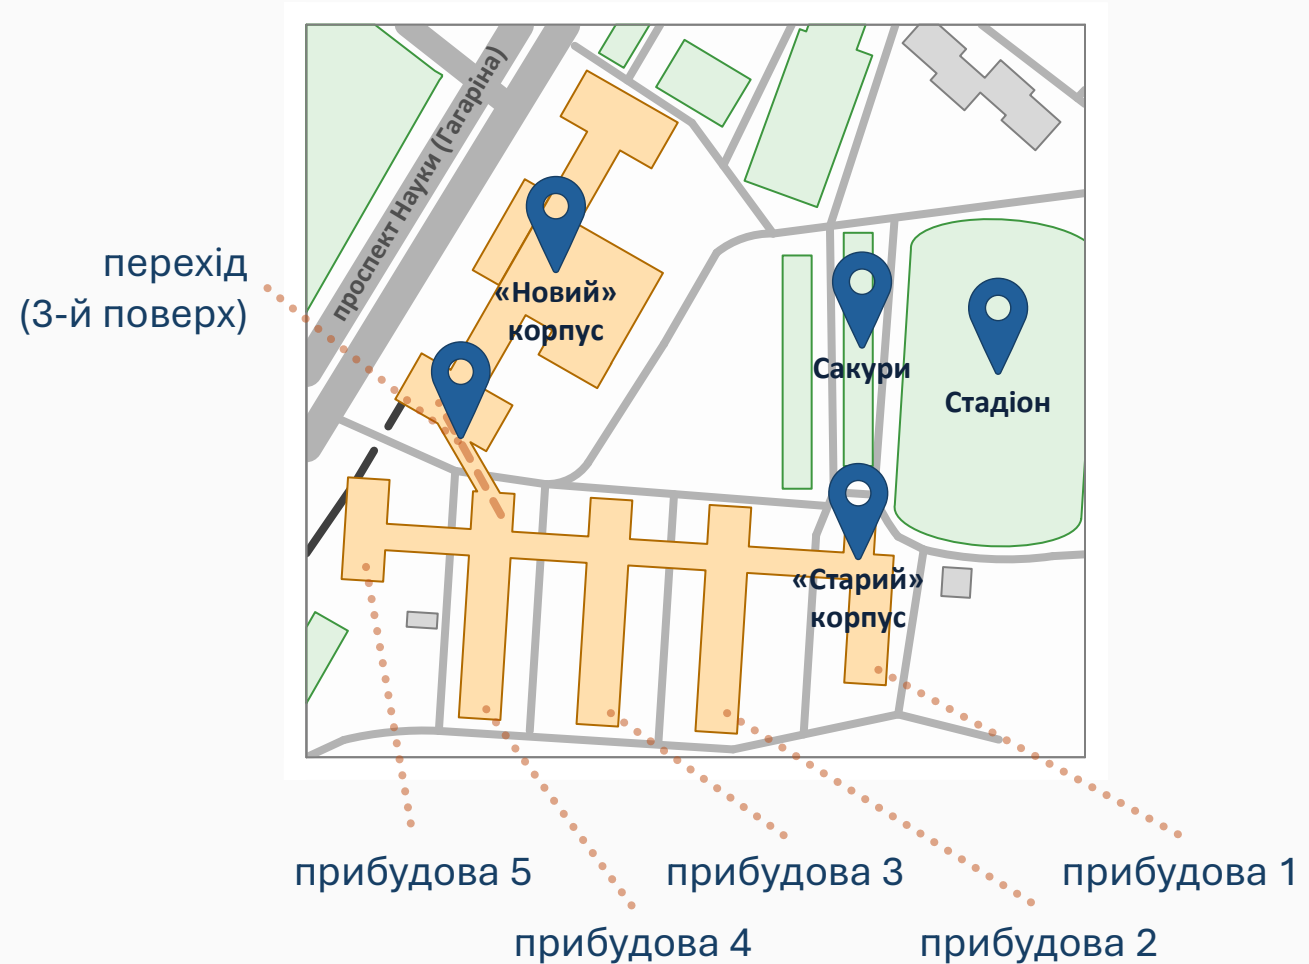 проспект Науки (Гагаріна)
перехід
(3-й поверх)
«Новий»
корпус
Сакури
Стадіон
«Старий»
корпус
прибудова 5
прибудова 3
прибудова 1
прибудова 4
прибудова 2